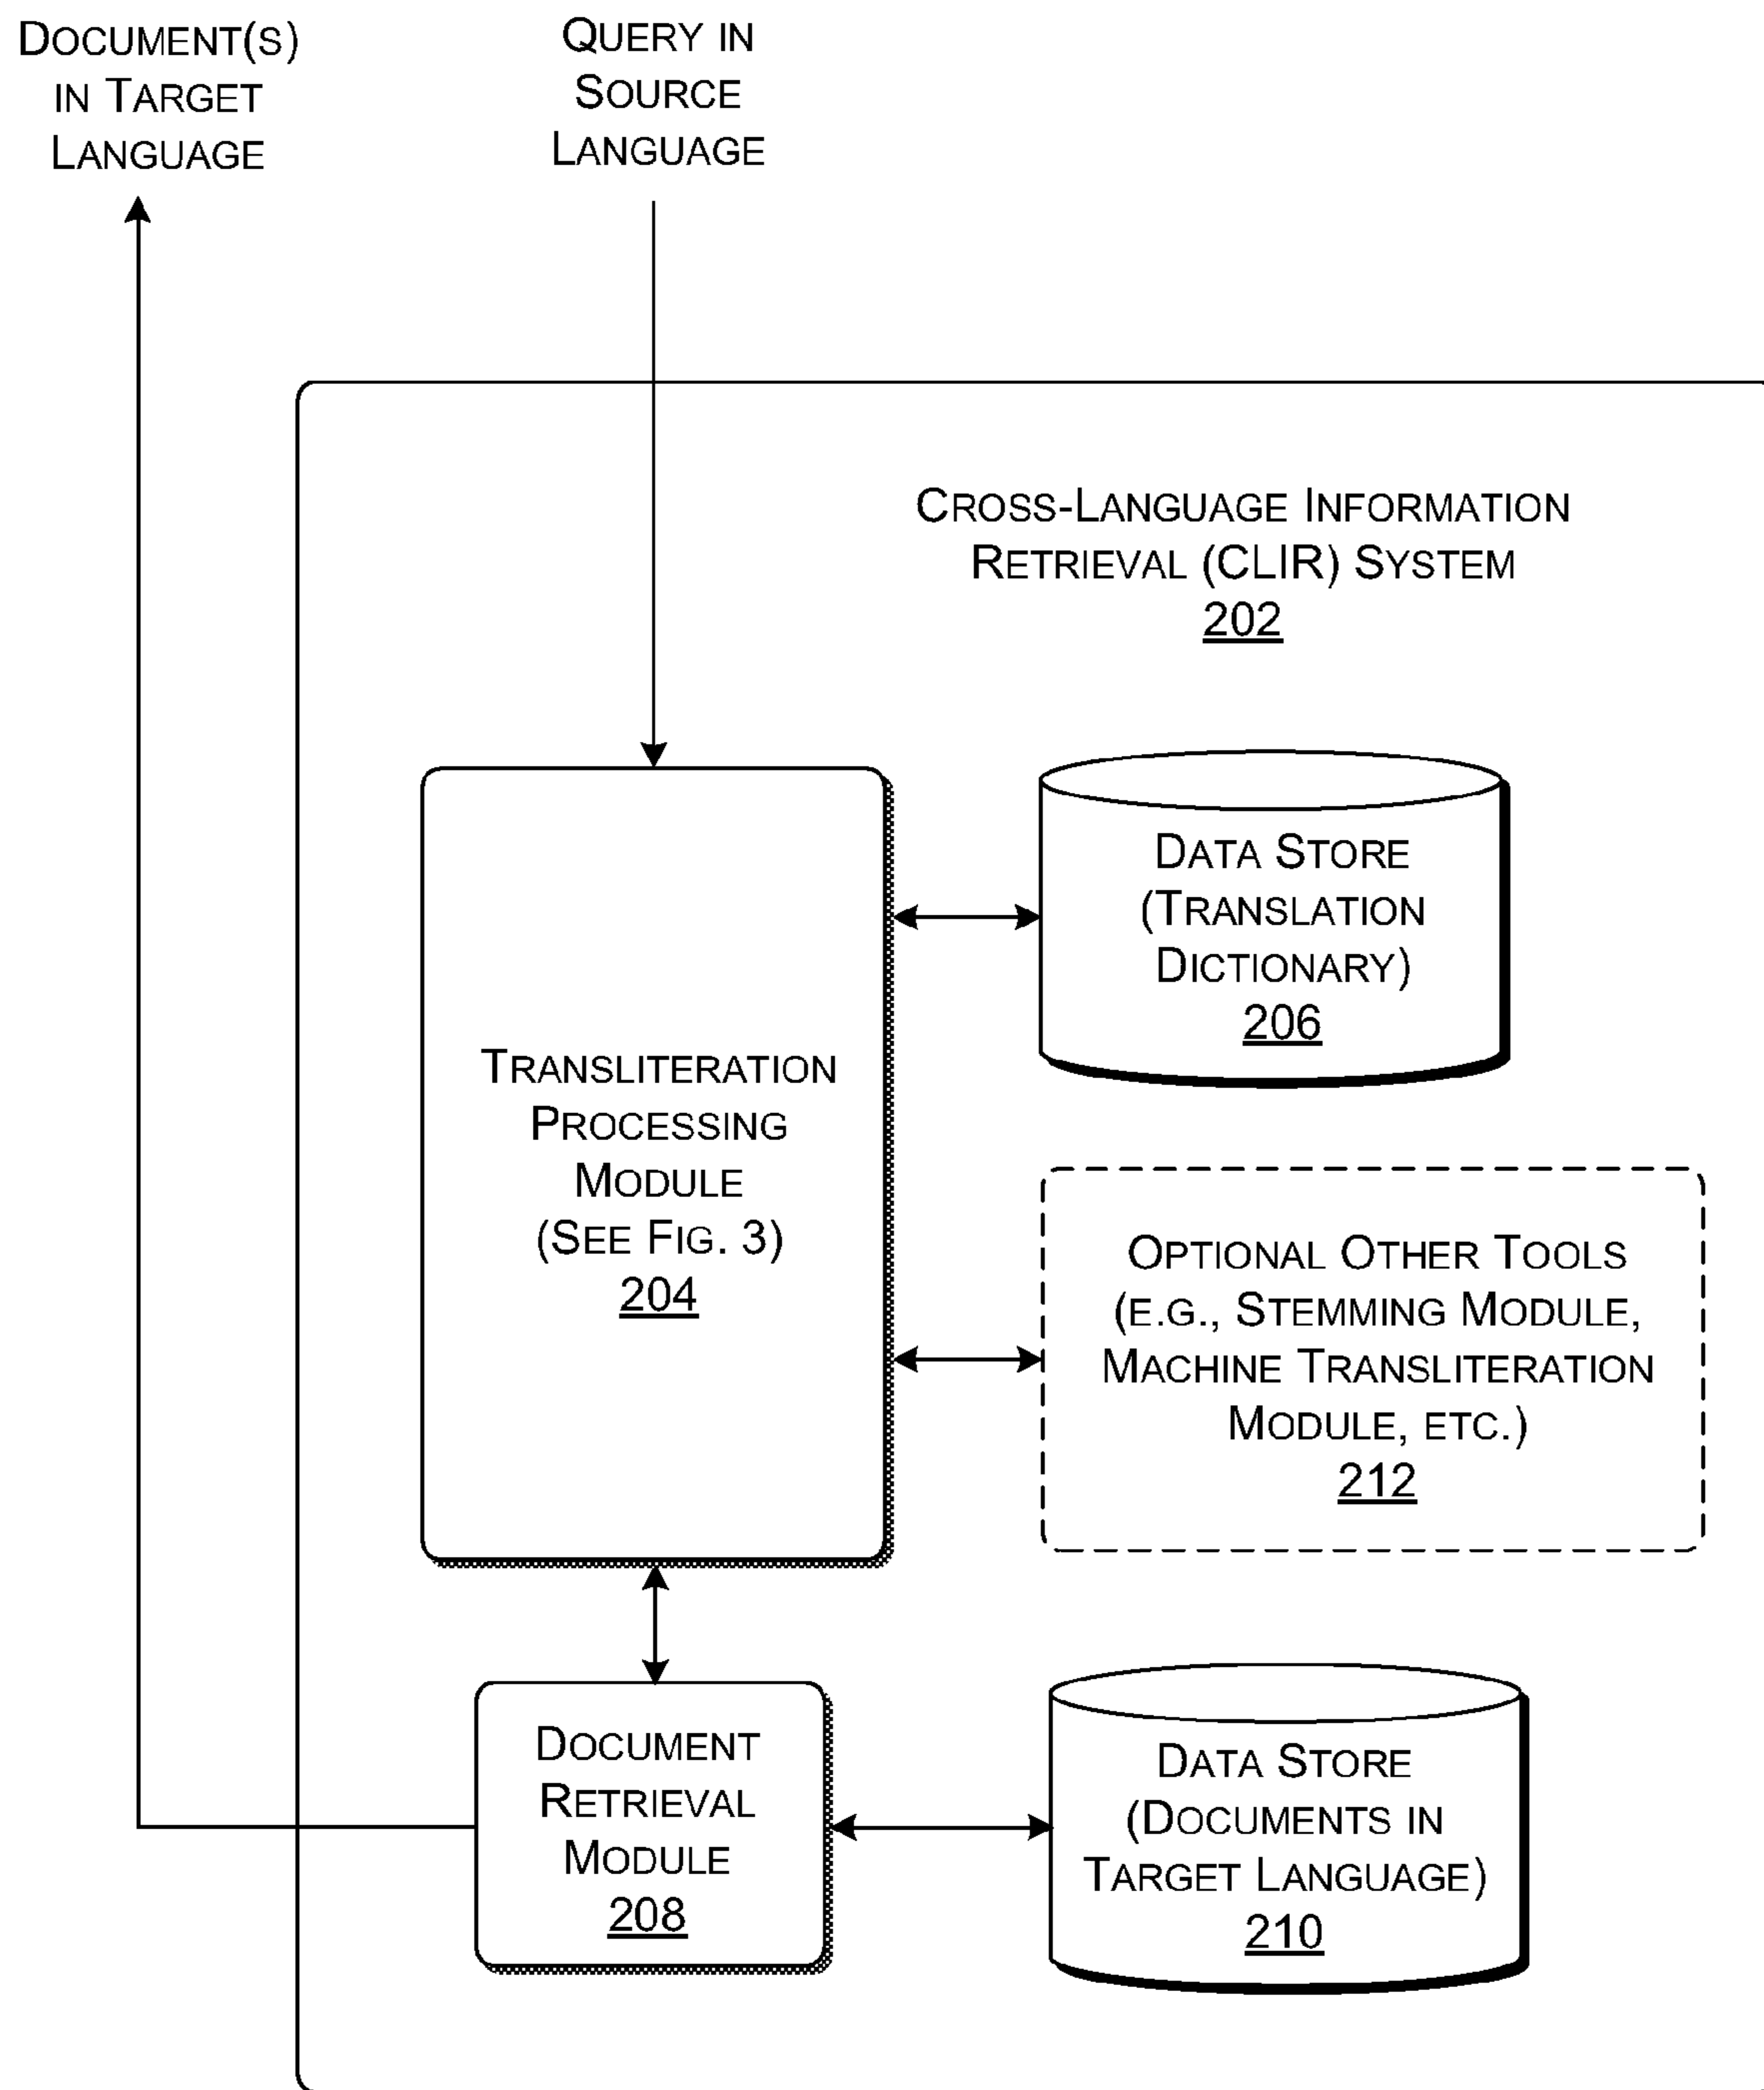 DOCUMENT(S)
IN TARGET
LANGUAGE
QUERY IN
SOURCE
LANGUAGE
CROSS-LANGUAGE INFORMATION
RETRIEVAL (CLIR) SYSTEM
202
TRANSLITERATION
PROCESSING
MODULE
(SEE FIG. 3)
204
DATA STORE
(TRANSLATION
DICTIONARY)
206
OPTIONAL OTHER TOOLS
(E.G., STEMMING MODULE,
MACHINE TRANSLITERATION
MODULE, ETC.)
212
DOCUMENT
RETRIEVAL
MODULE
208
DATA STORE
(DOCUMENTS IN
TARGET LANGUAGE)
210